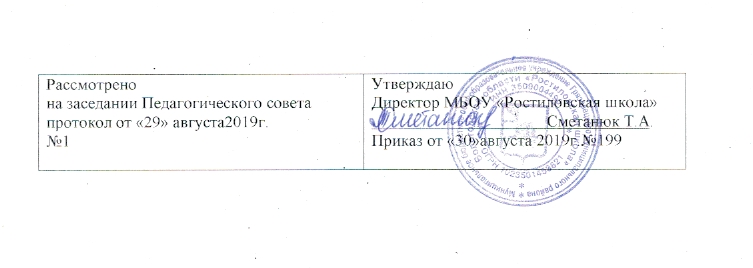 Рассмотрено
на заседании Педагогического совета
протокол от «29» августа2019г.
№1
Утверждаю
Директор МБОУ «Ростиловская школа»
Сметанюк Т.А.
Приказ от «30»августа 2019г.№199